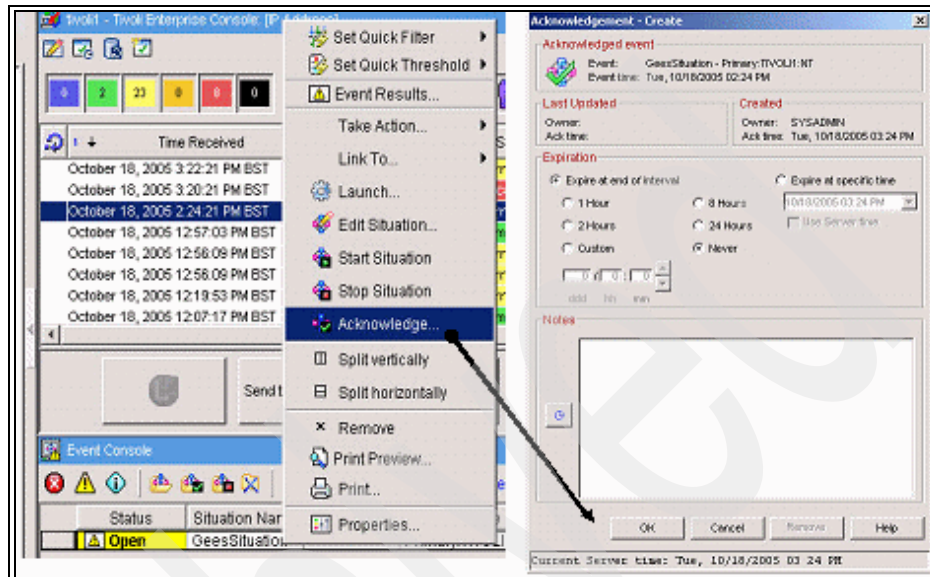 tivoli1 - Tivoli Enterprise Console: [IP Address]
2
23
0
8
0
Time Received
October 18, 2005 3:22:21 PM BST
October 18, 2005 3:20:21 PM BST
October 18, 2005 2:24:21 PM BST
October 18, 2005 12:57:03 PM BST
October 18, 2005 12:56:09 PM BST
October 18, 2005 12:56:09 PM BST
October 18, 2005 12:19:53 PM BST
October 18, 2005 12:07:17 PM BST
Send t
Event Console
Status
Situation Nar
Open
GeesSituation
Set Quick Filter
Set Quick Threshold
Event Results...
Take Action...
Link To...
Launch...
Edit Situation...
Start Situation
Stop Situation
Acknowledge...
Split vertically
Split horizontally
Remove
Print Preview...
Print...
Properties...
Acknowledgement - Create
Acknowledged event
Event: GeesSituation - Primary:TIVOLI1:NT
Event time: Tue, 10/18/2005 02:24 PM
Last Updated
Owner:
Ack time:
Created
Owner: SYSADMIN
Ack time: Tue, 10/18/2005 03:24 PM
Expiration
Expire at end of interval
Expire at specific time
1 Hour
8 Hours
10/18/2005 03:24 PM
2 Hours
24 Hours
Use Server time
Custom
Never
0 / 0 : 0
ddd hh mm
Notes
OK
Cancel
Remove
Help
Current Server time: Tue, 10/18/2005 03 24 PM